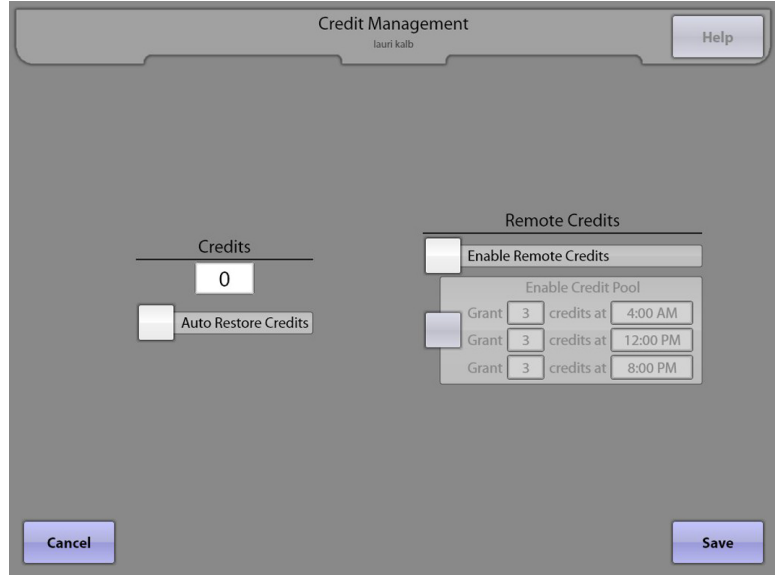 Credit Management
lauri kalb
Help
Credits
0
Auto Restore Credits
Remote Credits
Enable Remote Credits
Enable Credit Pool
Grant 3 credits at 4:00 AM
Grant 3 credits at 12:00 PM
Grant 3 credits at 8:00 PM
Cancel
Save